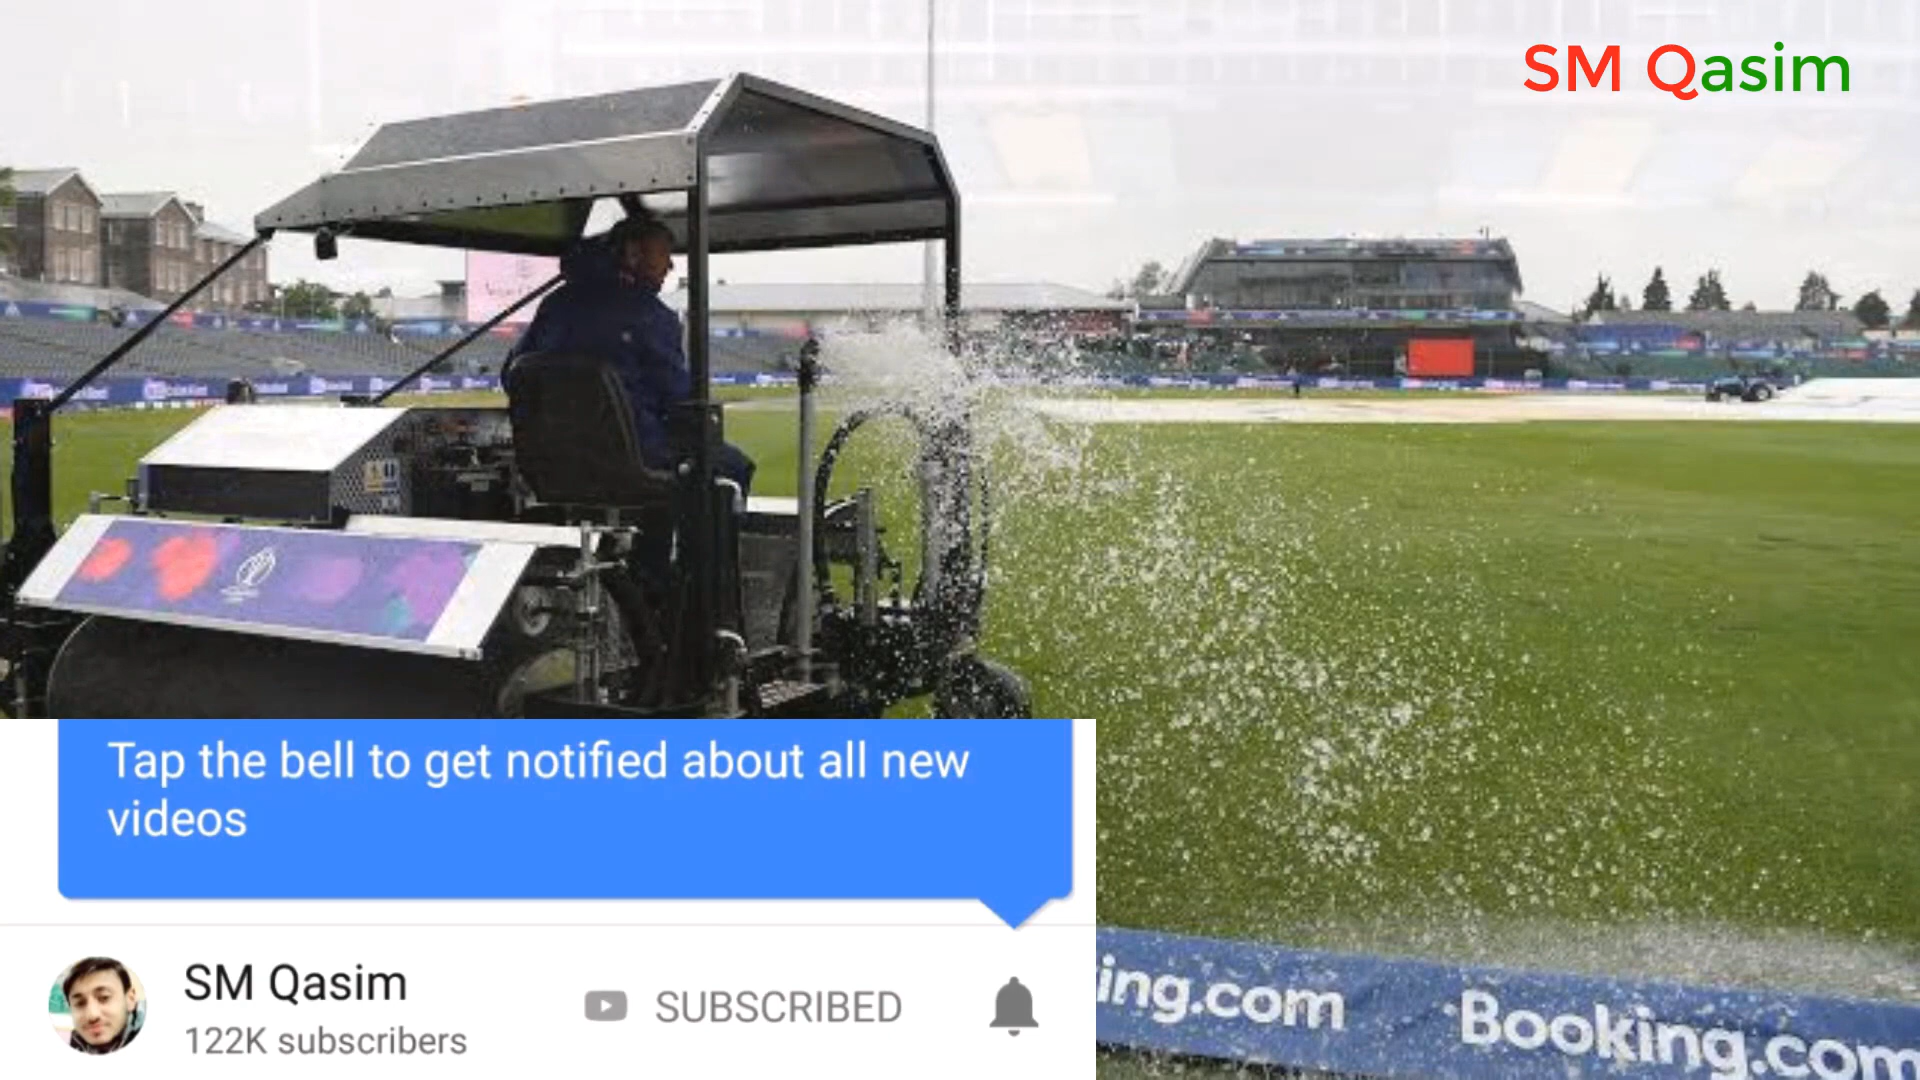 SM Qasim
Tap the bell to get notified about all new
videos
SM Qasim
SUBSCRIBED
122K subscribers
ing.com
Booking.com